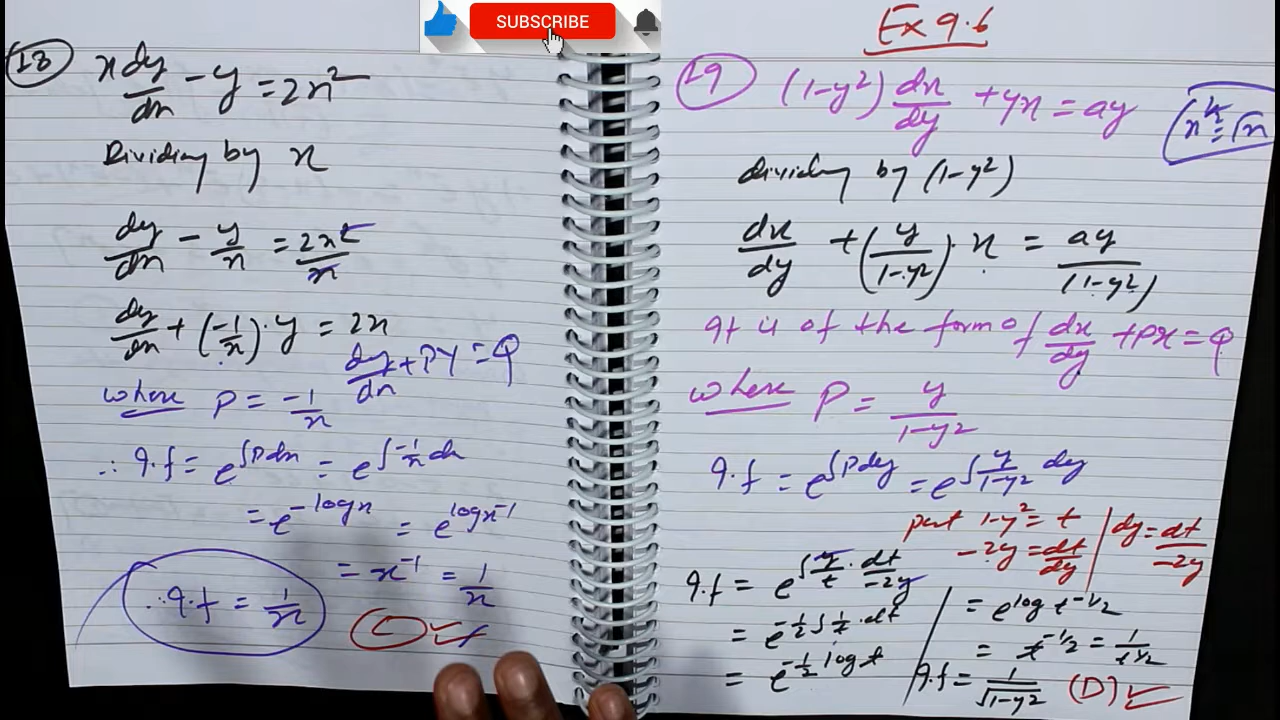 SUBSCRIBE
18 x dy/dx - y = 2x²
Dividing by x
dy/dx - y/x = 2x²/x
dy/dx + (-1/x)·y = 2x
dy/dx + PY = Q
where P = -1/x
∴ I.f = e^∫Pdx = e^∫-1/x dx
= e^-logx = e^logx^-1
= x^-1 = 1/x
∴ I.f = 1/x
(C)
Ex 9.6
19 (1-y²) dx/dy + yx = ay
x^½ = √x
dividing by (1-y²)
dx/dy + (y/1-y²)·x = ay/(1-y²)
It is of the form of dx/dy + Px = Q
where P = y/1-y²
I.f = e^∫Pdy = e^∫y/1-y² dy
put 1-y² = t
-2y = dt/dy
dy = dt/-2y
I.f = e^∫y/t · dt/-2y
= e^-½∫1/t·dt
= e^-½ log t
= e^log t^-1/2
= t^-1/2 = 1/t^1/2
I.f = 1/√1-y² (D)